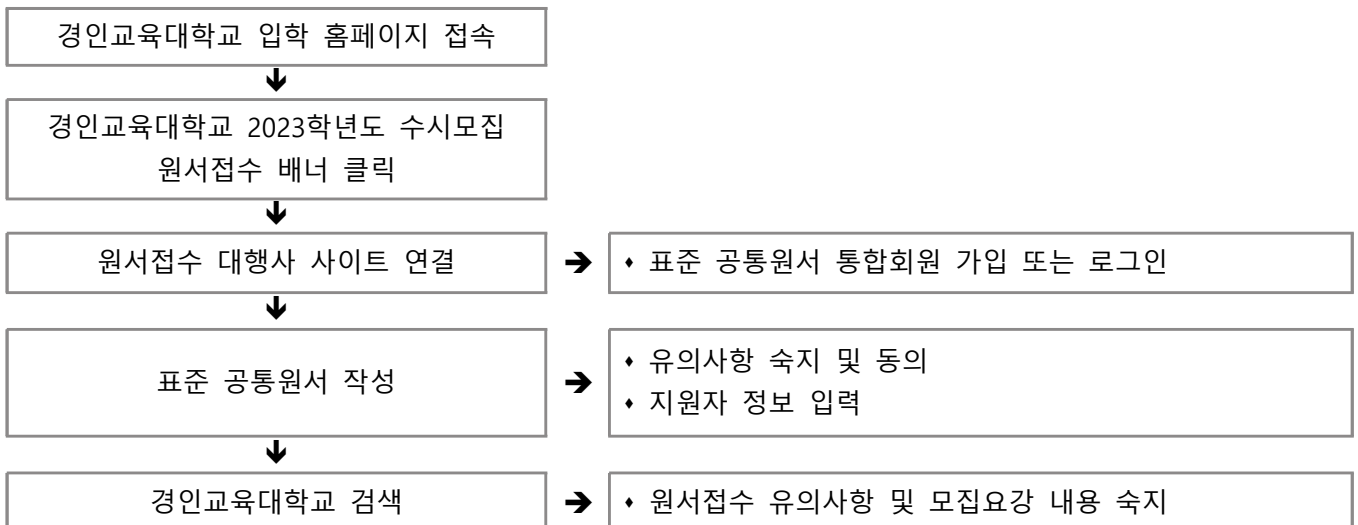 경인교육대학교 입학 홈페이지 접속
경인교육대학교 2023학년도 수시모집
원서접수 배너 클릭
원서접수 대행사 사이트 연결
표준 공통원서 통합회원 가입 또는 로그인
표준 공통원서 작성
유의사항 숙지 및 동의
지원자 정보 입력
경인교육대학교 검색
원서접수 유의사항 및 모집요강 내용 숙지